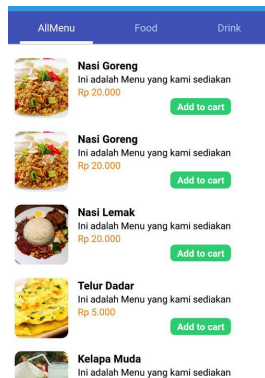 AllMenu Food Drink
Nasi Goreng
Ini adalah Menu yang kami sediakan
Rp 20.000
Add to cart
Nasi Goreng
Ini adalah Menu yang kami sediakan
Rp 20.000
Add to cart
Nasi Lemak
Ini adalah Menu yang kami sediakan
Rp 20.000
Add to cart
Telur Dadar
Ini adalah Menu yang kami sediakan
Rp 5.000
Add to cart
Kelapa Muda
Ini adalah Menu yang kami sediakan